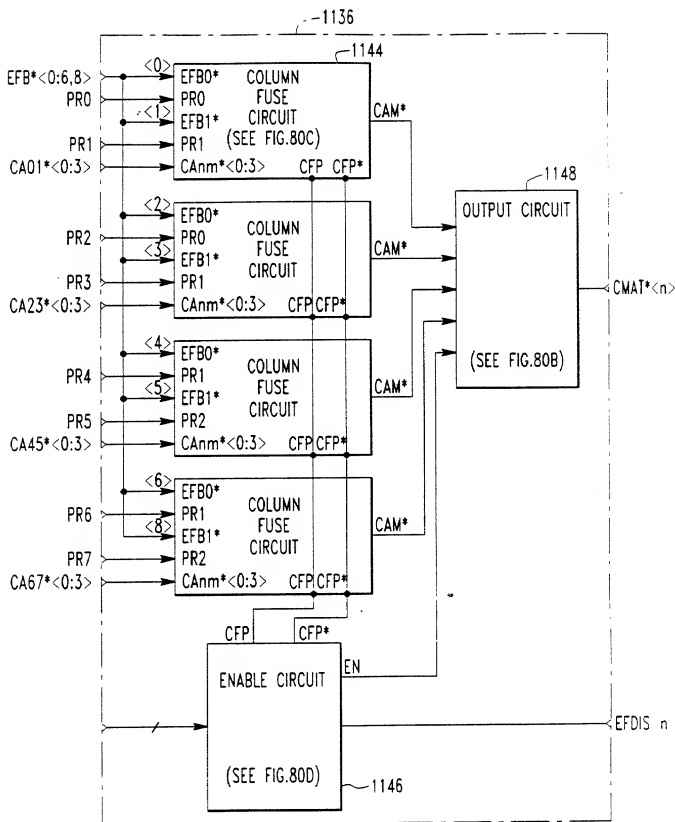 1136
1144
EFB*<0:6,8>
<0>
EFB0*
COLUMN
FUSE
CIRCUIT
(SEE FIG.80C)
PR0
PR0
<1>
EFB1*
PR1
PR1
CA01*<0:3>
CAnm*<0:3>
CFP
CFP*
CAM*
<2>
EFB0*
COLUMN
FUSE
CIRCUIT
PR2
PR0
<3>
EFB1*
PR3
PR1
CA23*<0:3>
CAnm*<0:3>
CFP
CFP*
CAM*
1148
OUTPUT CIRCUIT
(SEE FIG.80B)
CMAT*<n>
<4>
EFB0*
COLUMN
FUSE
CIRCUIT
PR4
PR1
<5>
EFB1*
PR5
PR2
CA45*<0:3>
CAnm*<0:3>
CFP
CFP*
CAM*
<6>
EFB0*
COLUMN
FUSE
CIRCUIT
PR6
PR1
<8>
EFB1*
PR7
PR2
CA67*<0:3>
CAnm*<0:3>
CFP
CFP*
CAM*
CFP
CFP*
EN
ENABLE CIRCUIT
(SEE FIG.80D)
EFDIS n
1146